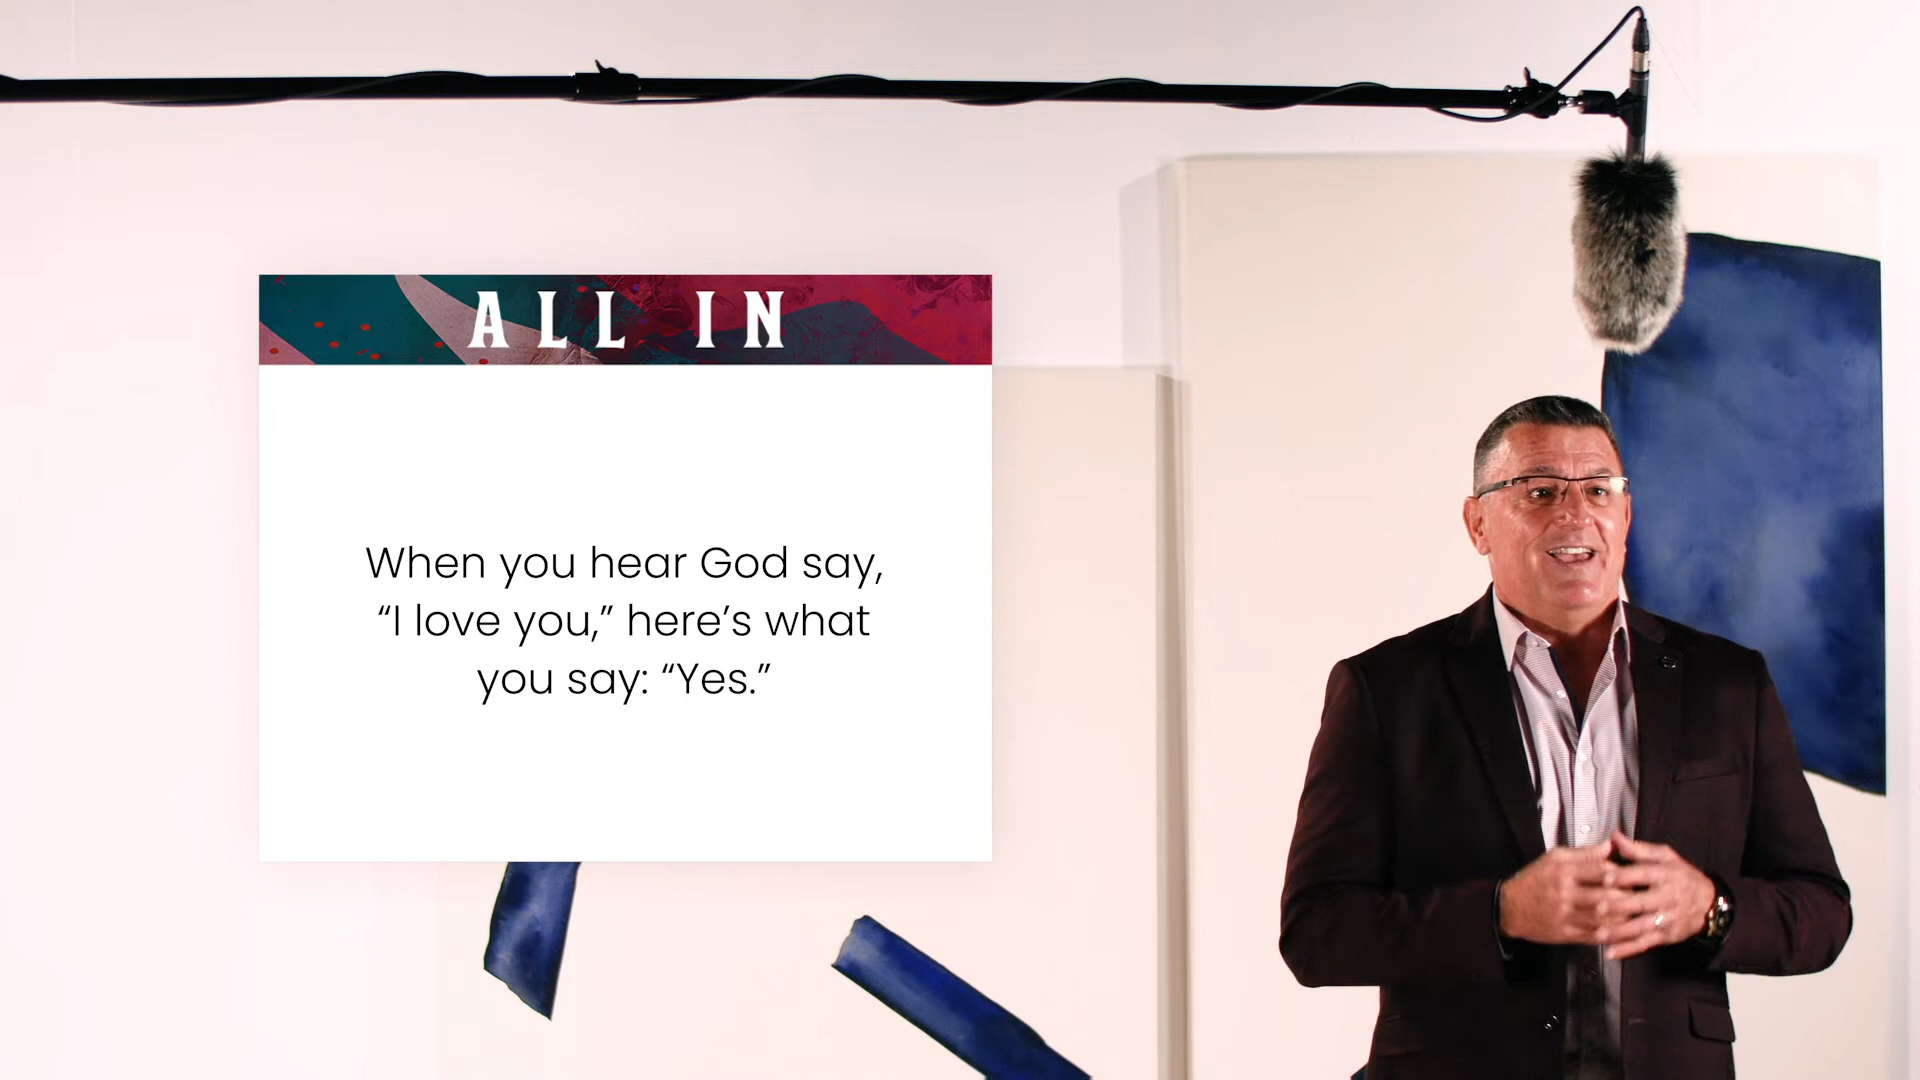 ALL IN
When you hear God say,
“I love you,” here’s what
you say: “Yes.”